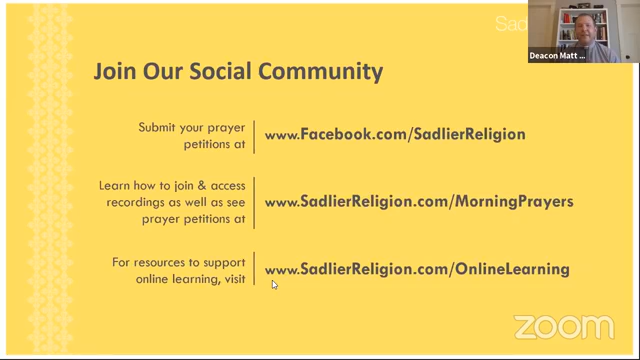 Sad
Deacon Matt ...
Join Our Social Community
Submit your prayer
petitions at
www.Facebook.com/SadlierReligion
Learn how to join & access
recordings as well as see
prayer petitions at
www.SadlierReligion.com/MorningPrayers
For resources to support
online learning, visit
www.SadlierReligion.com/OnlineLearning
zoom